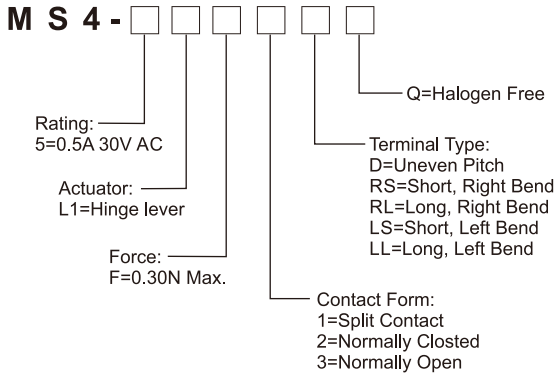 MS4-
Q=Halogen Free
Rating:
5=0.5A 30V AC
Terminal Type:
D=Uneven Pitch
RS=Short, Right Bend
RL=Long, Right Bend
LS=Short, Left Bend
LL=Long, Left Bend
Actuator:
L1=Hinge lever
Force:
F=0.30N Max.
Contact Form:
1=Split Contact
2=Normally Closted
3=Normally Open